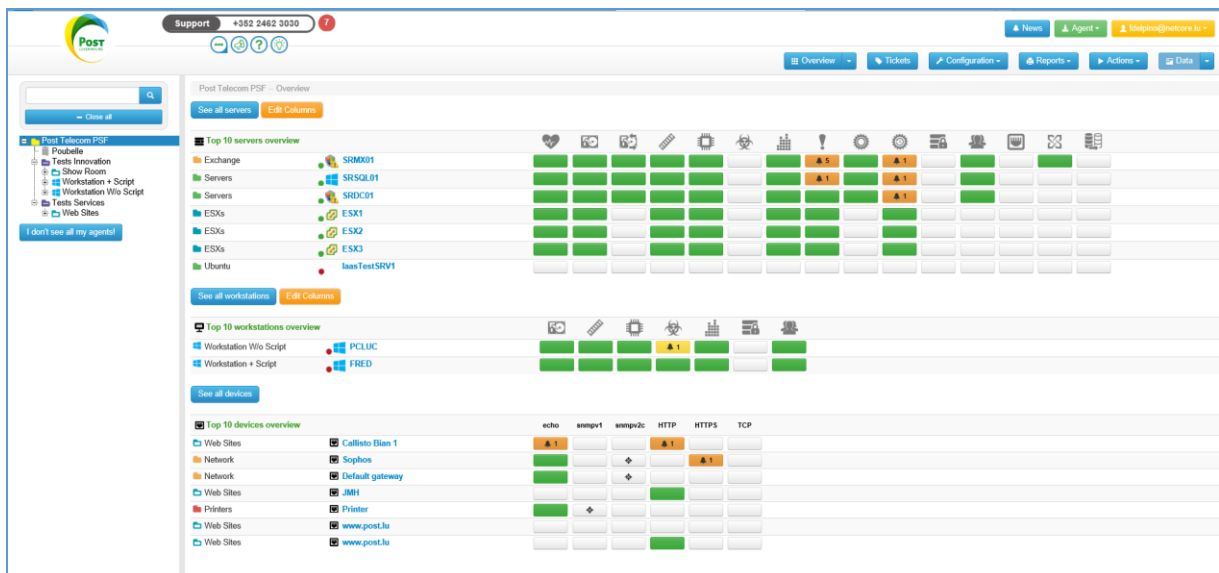 POST
LUXEMBOURG
Support +352 2462 3030 7
News Agent ldelpino@netcore.lu
Overview Tickets Configuration Reports Actions Data
Close all
Post Telecom PSF
Poubelle
Tests Innovation
Show Room
Workstation + Script
Workstation W/o Script
Tests Services
Web Sites
I don't see all my agents!
Post Telecom PSF - Overview
See all servers Edit Columns
Top 10 servers overview
Exchange SRMX01 5 1
Servers SRSQL01 1 1
Servers SRDC01 1
ESXs ESX1
ESXs ESX2
ESXs ESX3
Ubuntu IaasTestSRV1
See all workstations Edit Columns
Top 10 workstations overview
Workstation W/o Script PCLUC 1
Workstation + Script FRED
See all devices
Top 10 devices overview echo snmpv1 snmpv2c HTTP HTTPS TCP
Web Sites Callisto Bian 1 1 1
Network Sophos 1
Network Default gateway
Web Sites JMH
Printers Printer
Web Sites www.post.lu
Web Sites www.post.lu